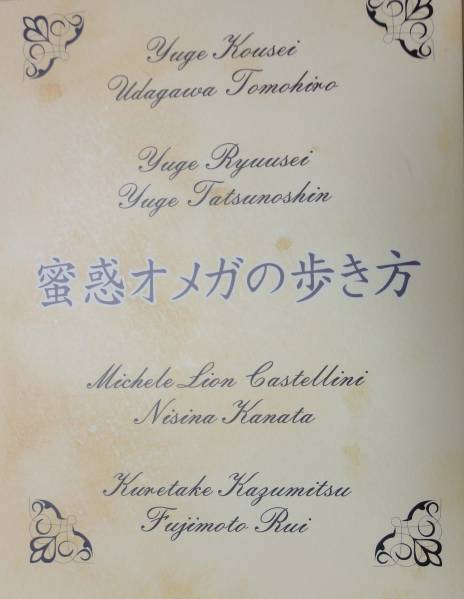 Yuge Kousei
Udagawa Tomohiro
Yuge Ryuusei
Yuge Tatsunoshin
蜜惑オメガの歩き方
Michele Lion Castellini
Nisina Kanata
Kuretake Kazumitsu
Fujimoto Rui